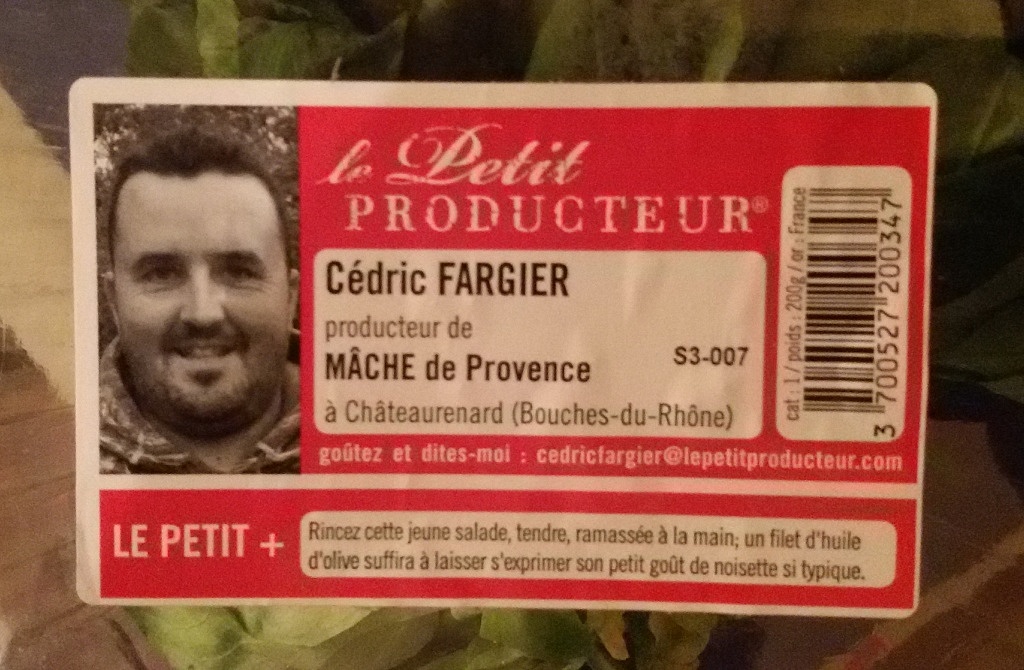 le Petit
PRODUCTEUR®
Cédric FARGIER
producteur de
MÂCHE de Provence
S3-007
à Châteaurenard (Bouches-du-Rhône)
goûtez et dites-moi : cedricfargier@lepetitproducteur.com
cat : 1 / poids : 200g / or : France
3 700527 200347
LE PETIT +
Rincez cette jeune salade, tendre, ramassée à la main; un filet d'huile
d'olive suffira à laisser s'exprimer son petit goût de noisette si typique.